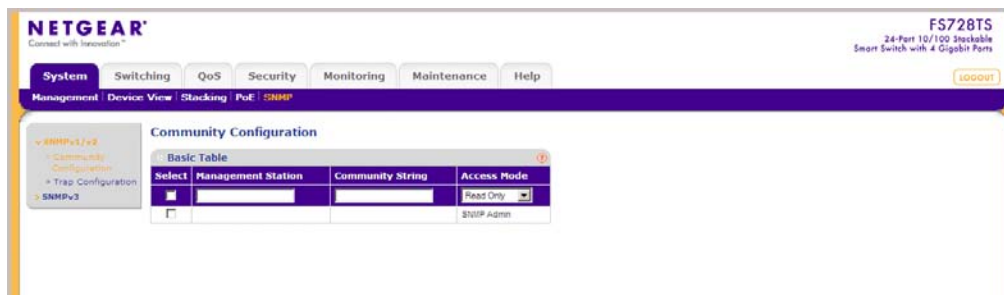 NETGEAR®
Connect with Innovation™
FS728TS
24-Port 10/100 Stackable
Smart Switch with 4 Gigabit Ports
System Switching QoS Security Monitoring Maintenance Help
LOGOUT
Management Device View Stacking PoE SNMP
SNMPv1/v2
Community
Configuration
Trap Configuration
SNMPv3
Community Configuration
Basic Table
Select Management Station Community String Access Mode
Read Only
SNMP Admin